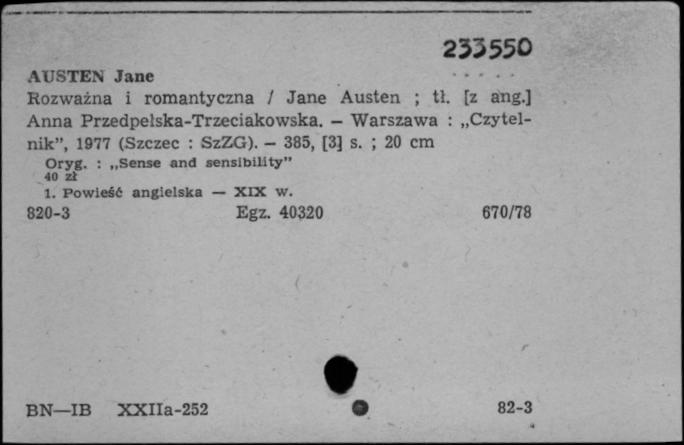 233550
AUSTEN Jane
Rozważna i romantyczna / Jane Austen ; tł. [z ang.]
Anna Przedpełska-Trzeciakowska. — Warszawa : „Czytel-
nik”, 1977 (Szczec : SzZG). — 385, [3] s. ; 20 cm
Oryg. : „Sense and sensibility”
40 zł
1. Powieść angielska — XIX w.
820-3 Egz. 40320 670/78
BN—IB XXIIa-252 82-3